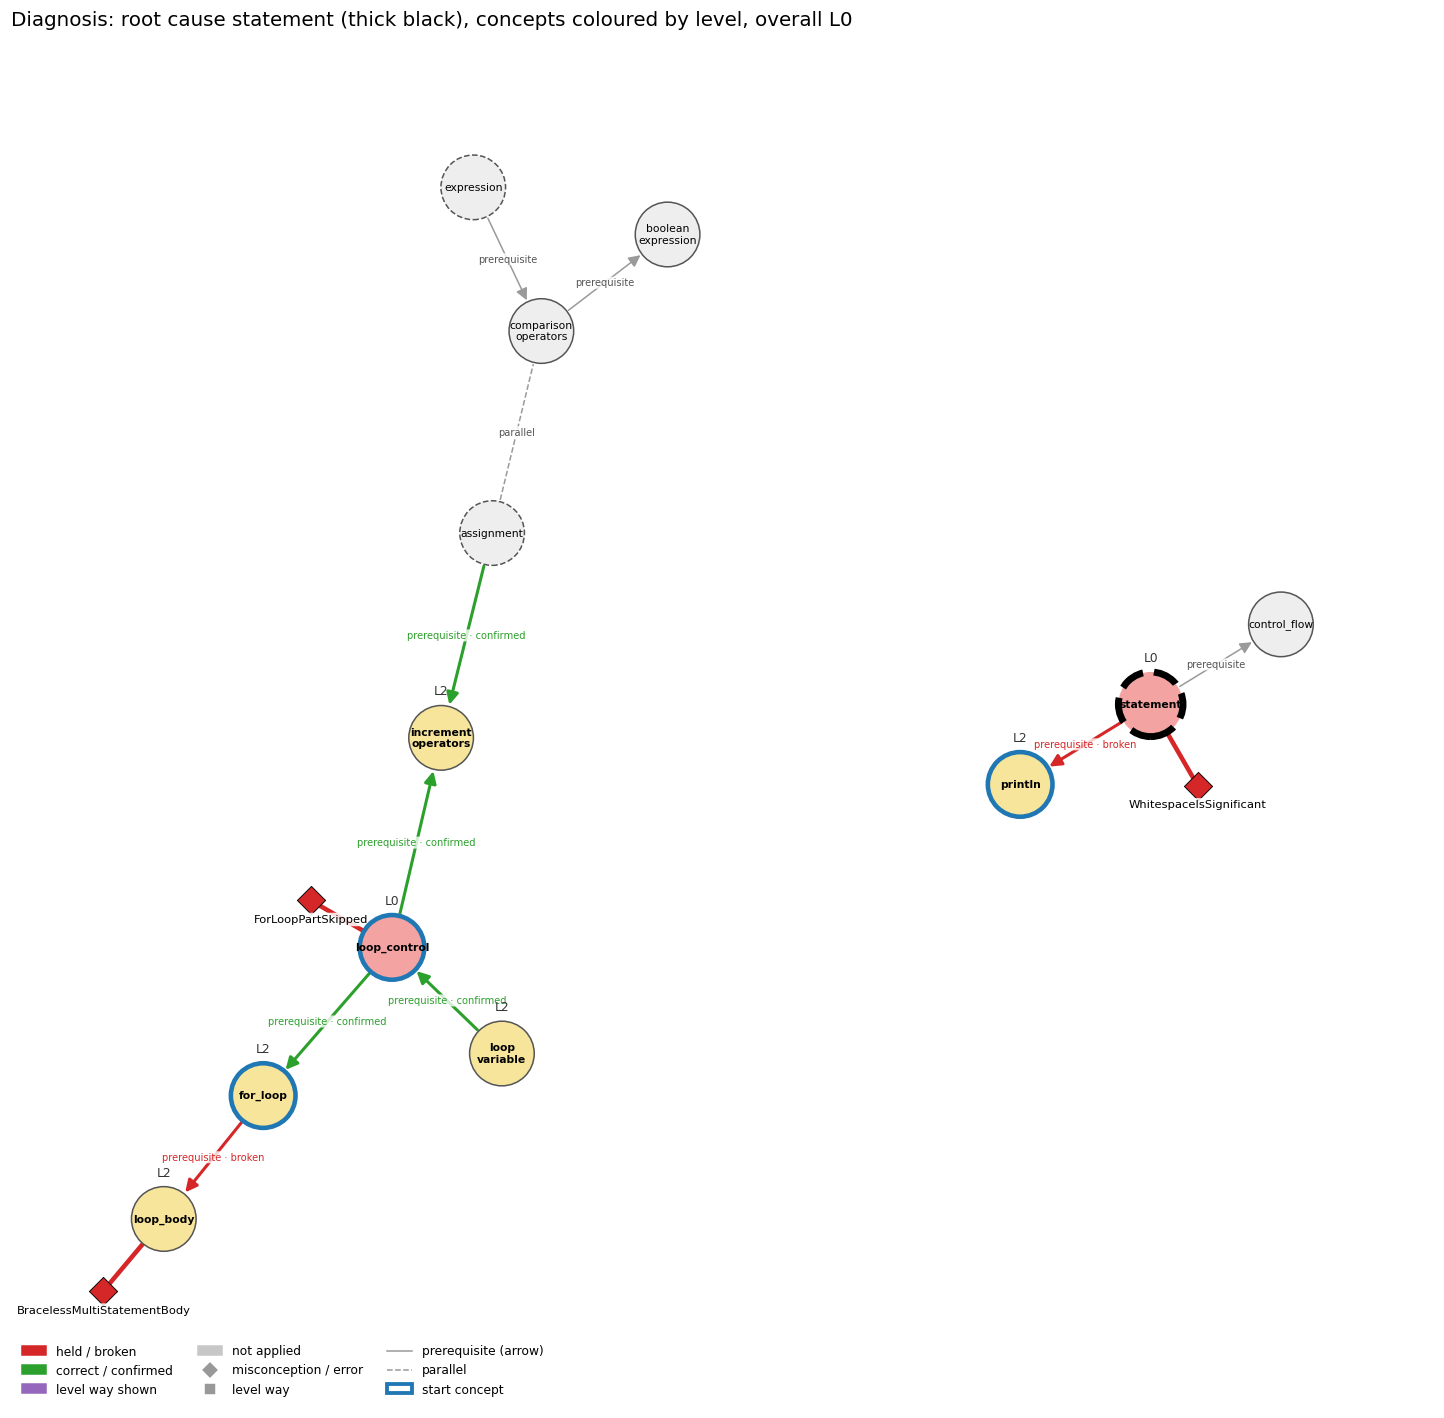 Diagnosis: root cause statement (thick black), concepts coloured by level, overall L0
expression
boolean
expression
prerequisite
prerequisite
comparison
operators
parallel
assignment
prerequisite · confirmed
L2
increment
operators
prerequisite · confirmed
control_flow
L0
prerequisite
statement
L2
prerequisite · broken
println
WhitespaceIsSignificant
L0
ForLoopPartSkipped
loop_control
prerequisite · confirmed
L2
prerequisite · confirmed
loop
variable
L2
for_loop
prerequisite · broken
L2
loop_body
BracelessMultiStatementBody
held / broken
correct / confirmed
level way shown
not applied
misconception / error
level way
prerequisite (arrow)
parallel
start concept